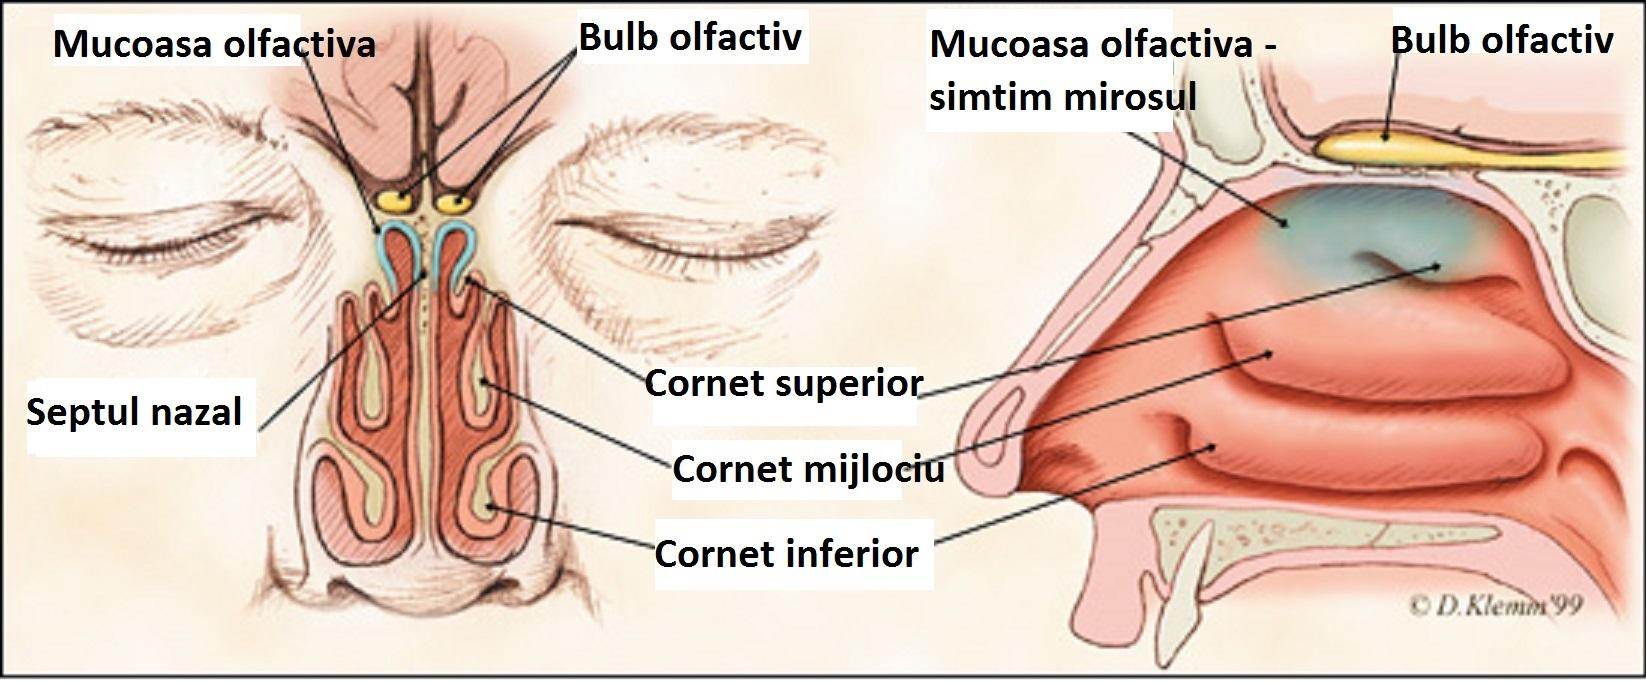 Mucoasa olfactiva
Bulb olfactiv
Mucoasa olfactiva -
simtim mirosul
Bulb olfactiv
Septul nazal
Cornet superior
Cornet mijlociu
Cornet inferior
© D. Klemm '99